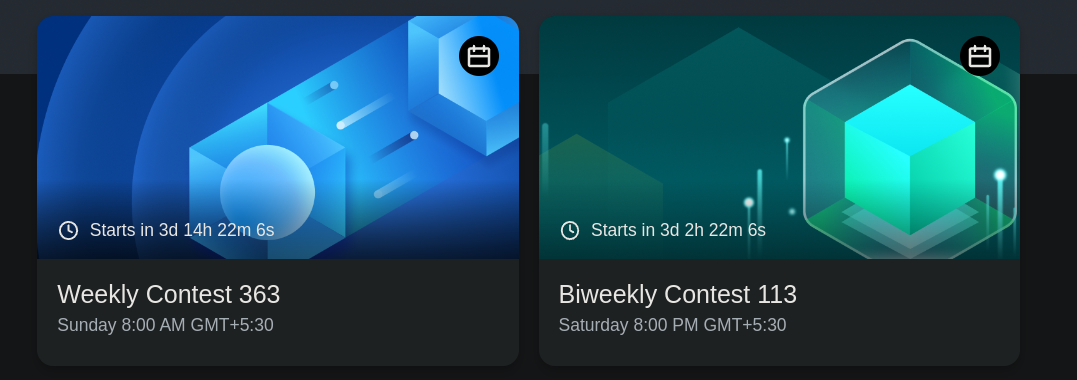 Starts in 3d 14h 22m 6s
Weekly Contest 363
Sunday 8:00 AM GMT+5:30
Starts in 3d 2h 22m 6s
Biweekly Contest 113
Saturday 8:00 PM GMT+5:30